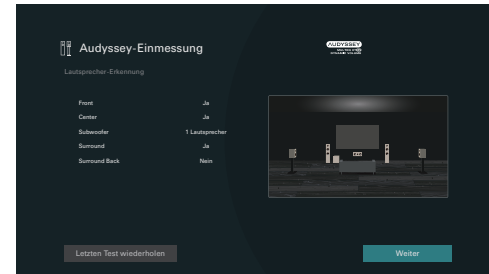 Audyssey-Einmessung
AUDYSSEY
Lautsprecher-Erkennung
Front Ja
Center Ja
Subwoofer 1 Lautsprecher
Surround Ja
Surround Back Nein
Letzten Test wiederholen
Weiter